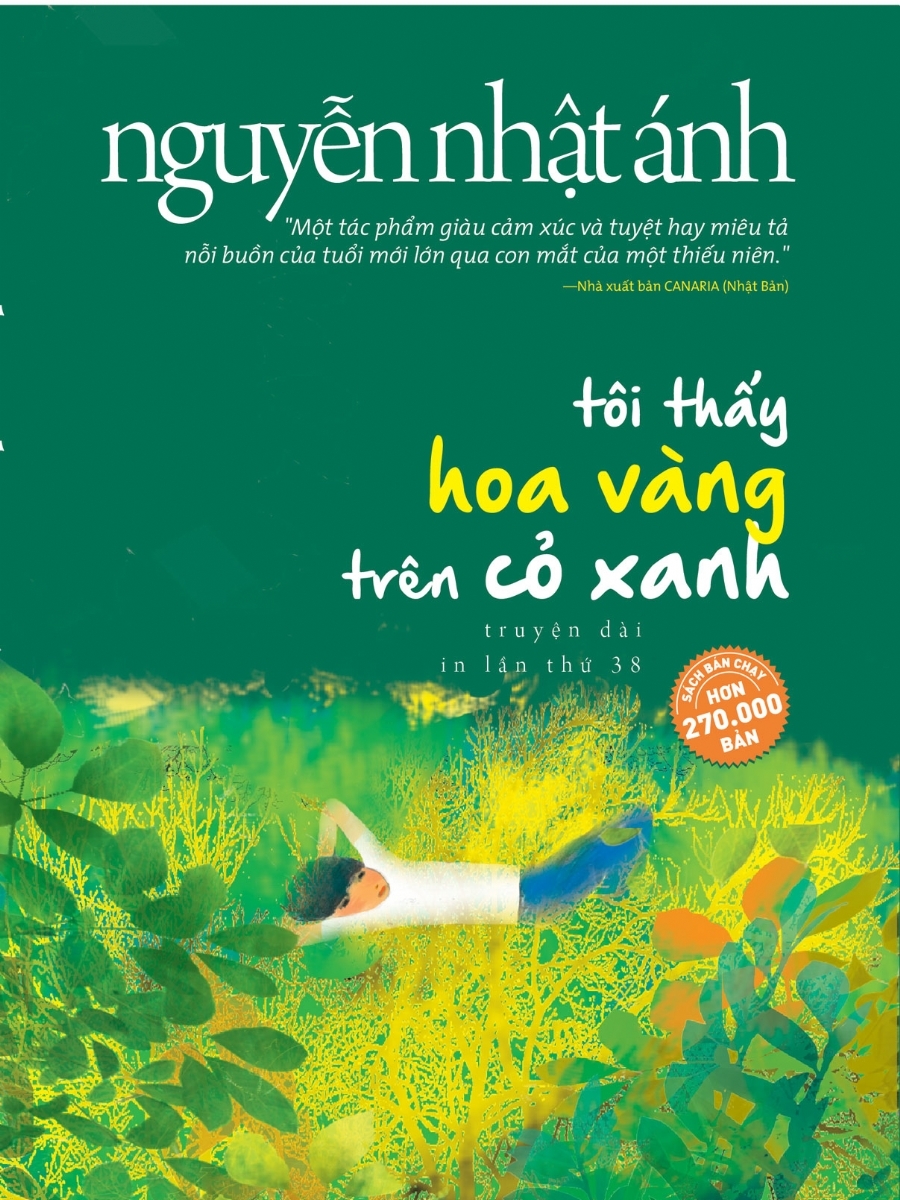 nguyễn nhật ánh
"Một tác phẩm giàu cảm xúc và tuyệt hay miêu tả
nỗi buồn của tuổi mới lớn qua con mắt của một thiếu niên."
—Nhà xuất bản CANARIA (Nhật Bản)
tôi thấy
hoa vàng
trên cỏ xanh
truyện dài
in lần thứ 38
SÁCH BÁN CHẠY
HƠN
270.000
BẢN